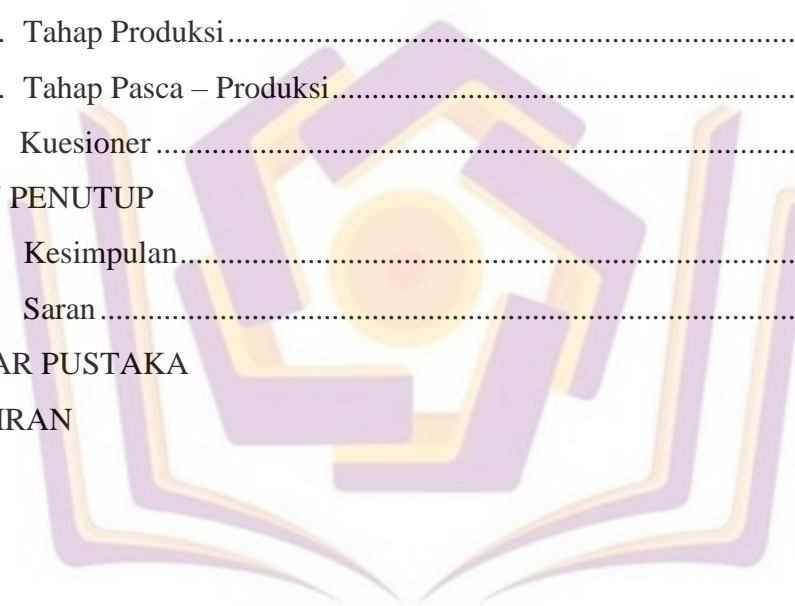 . Tahap Produksi........................................................................
. Tahap Pasca – Produksi..........................................................
Kuesioner................................................................................
PENUTUP
Kesimpulan.............................................................................
Saran.......................................................................................
AR PUSTAKA
IRAN